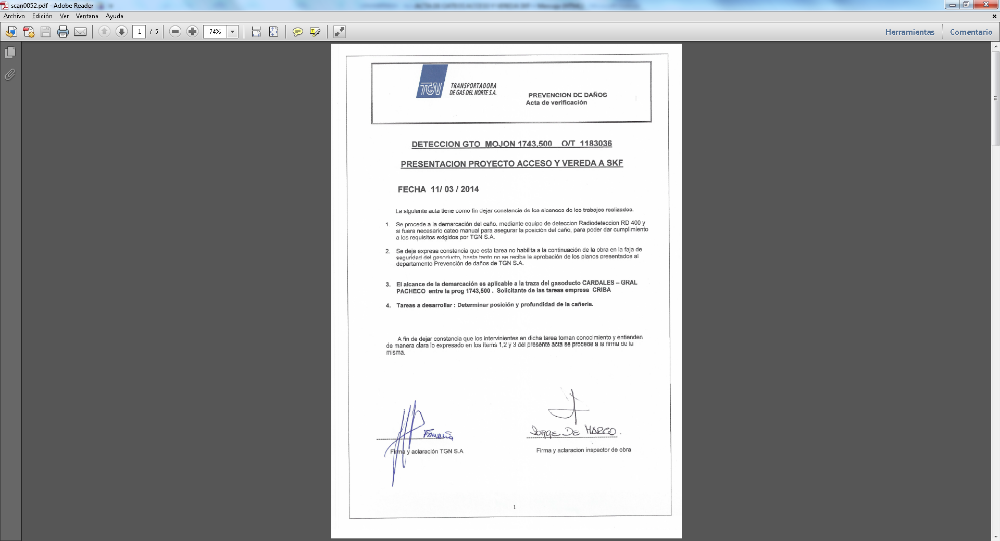 scan0052.pdf - Adobe Reader
Archivo Edición Ver Ventana Ayuda
1 / 5 74% Herramientas Comentario
TGN TRANSPORTADORA
DE GAS DEL NORTE S.A.
PREVENCION DE DAÑOS
Acta de verificación
DETECCION GTO MOJON 1743,500 O/T 1183036
PRESENTACION PROYECTO ACCESO Y VEREDA A SKF
FECHA 11/ 03 / 2014
La siguiente acta tiene como fin dejar constancia de los alcances de los trabajos realizados.
1. Se procede a la demarcación del caño, mediante equipo de deteccion Radiodeteccion RD 400 y
si fuera necesario cateo manual para asegurar la posición del caño, para poder dar cumplimiento
a los requisitos exigidos por TGN S.A.
2. Se deja expresa constancia que esta tarea no habilita a la continuación de la obra en la faja de
seguridad del gasoducto, hasta tanto no se reciba la aprobación de los planos presentados al
departamento Prevención de daños de TGN S.A.
3. El alcance de la demarcación es aplicable a la traza del gasoducto CARDALES – GRAL
PACHECO entre la prog 1743,500 . Solicitante de las tareas empresa CRIBA
4. Tareas a desarrollar : Determinar posición y profundidad de la cañeria.
A fin de dejar constancia que los intervinientes en dicha tarea toman conocimiento y entienden
de manera clara lo expresado en los items 1,2 y 3 del presente acta se procede a la firma de la
misma.
JORGE DE MARCO.
Firma y aclaración TGN S.A
Firma y aclaracion inspector de obra
1